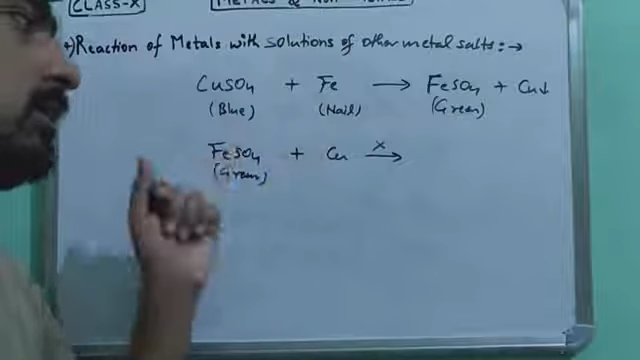 CLASS-X METALS & NON-METALS
*) Reaction of Metals with solutions of other metal salts:→
CuSO4 + Fe → FeSO4 + Cu↓
(Blue) (Nail) (Green)
FeSO4 + Cu x→
(Green)